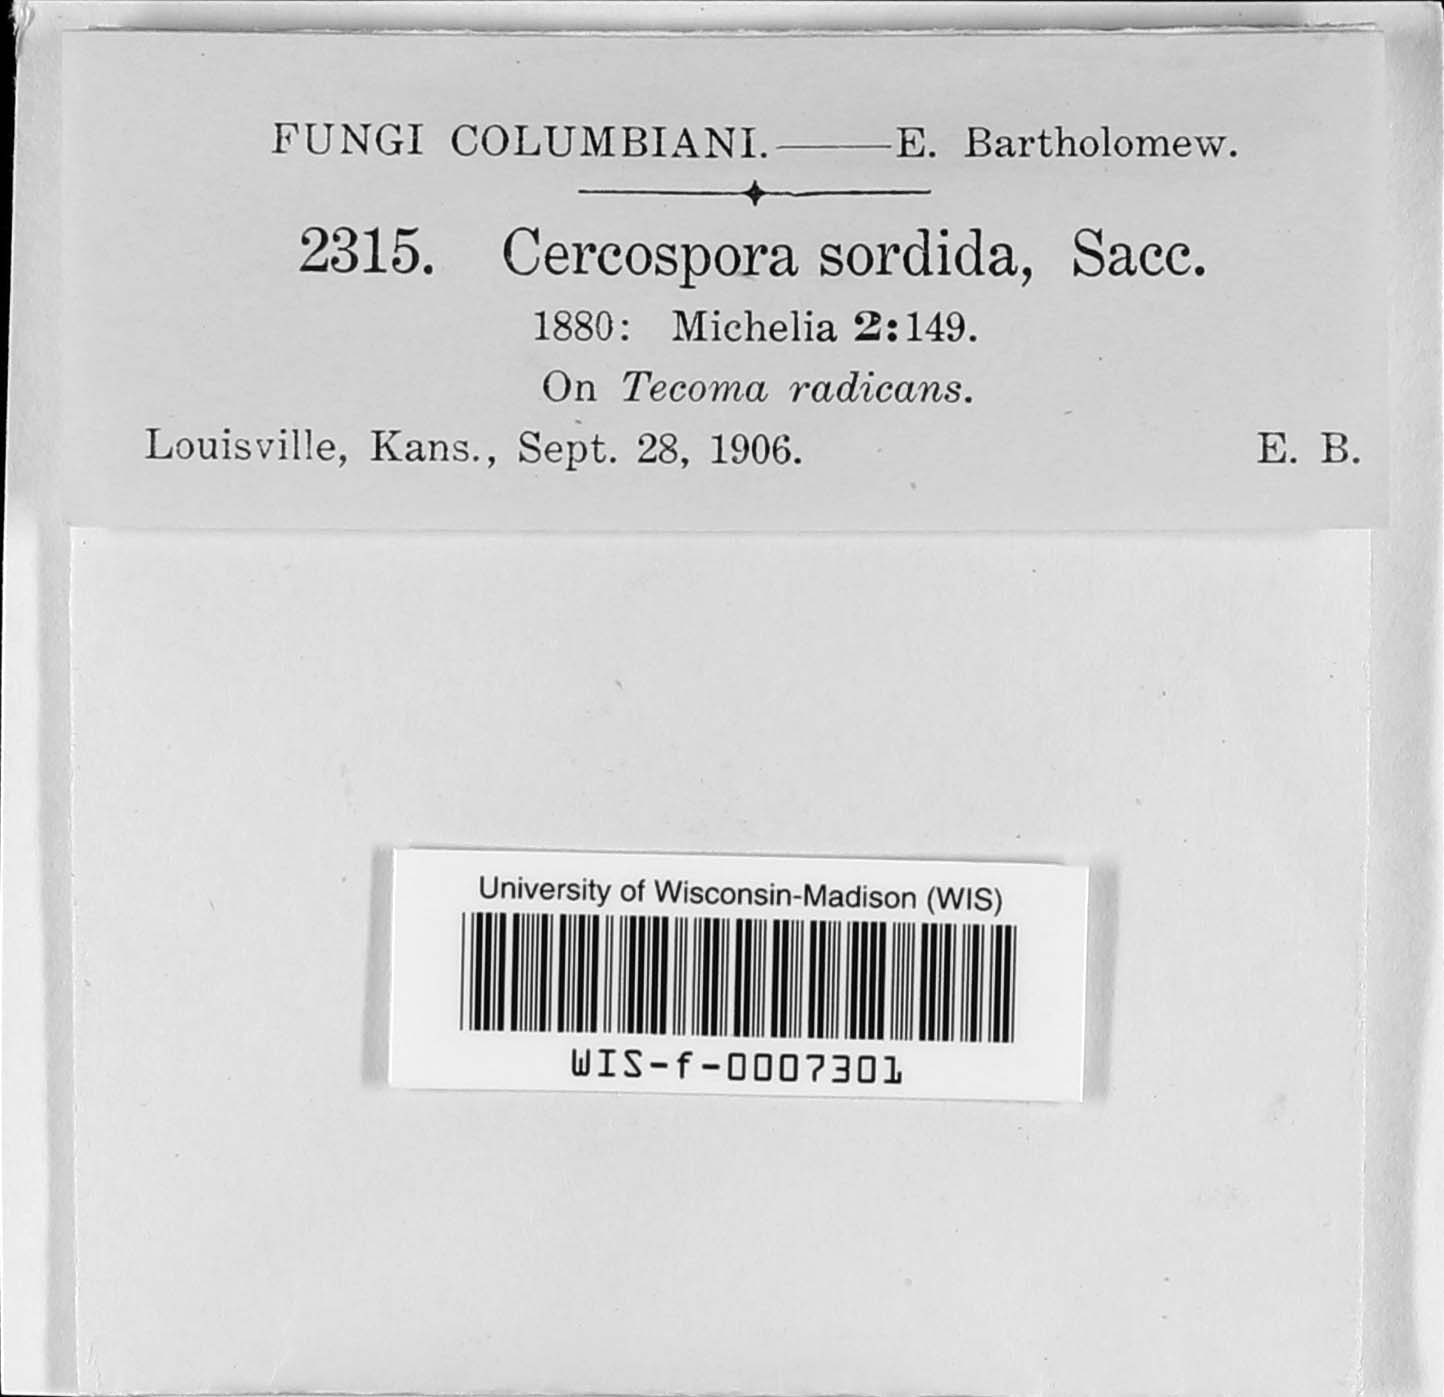 FUNGI COLUMBIANI.——E. Bartholomew.
2315. Cercospora sordida, Sacc.
1880: Michelia 2:149.
On Tecoma radicans.
Louisville, Kans., Sept. 28, 1906. E. B.
University of Wisconsin-Madison (WIS)
WIS-f-0007301